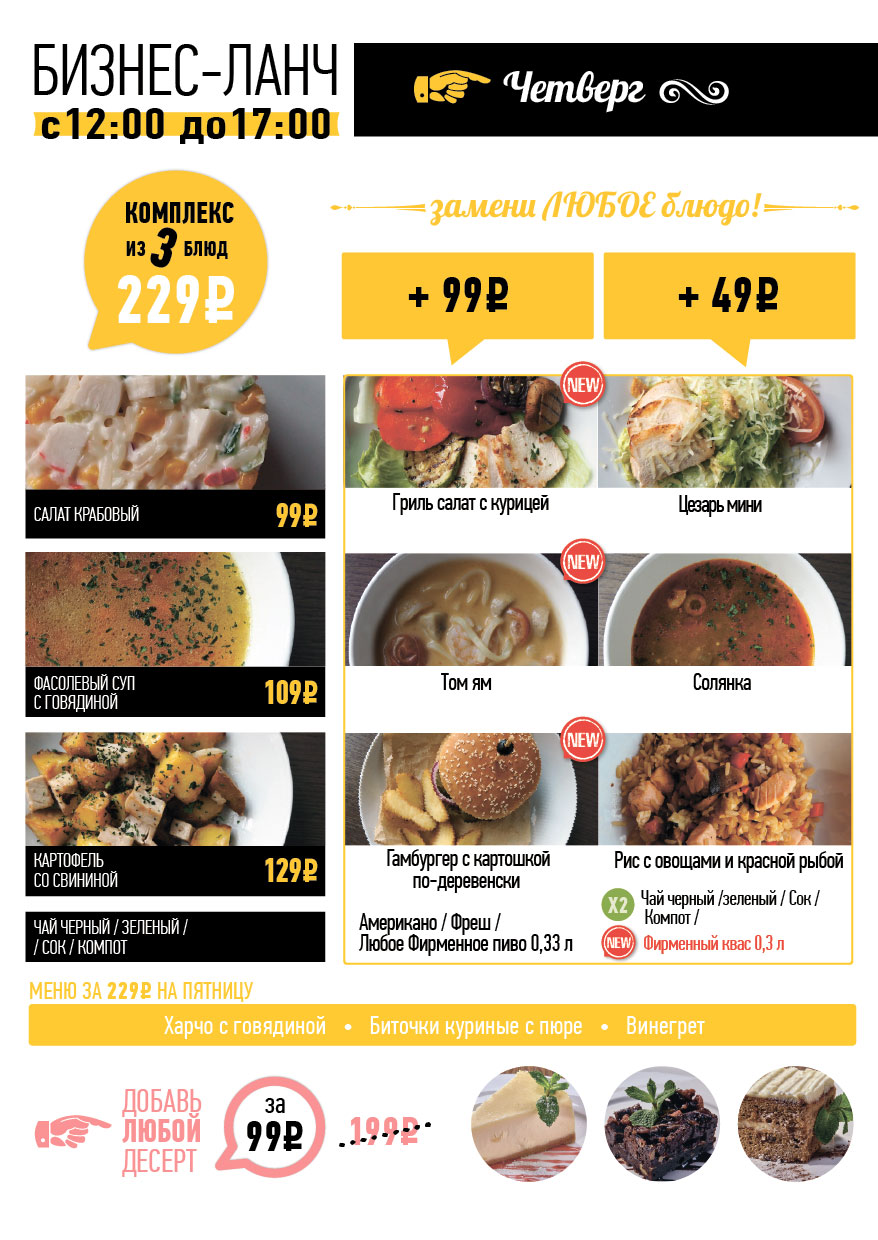 БИЗНЕС-ЛАНЧ
с 12:00 до 17:00
Четверг
КОМПЛЕКС
ИЗ 3 БЛЮД
229₽
замени ЛЮБОЕ блюдо!
+ 99₽
+ 49₽
САЛАТ КРАБОВЫЙ
99₽
NEW
Гриль салат с курицей
Цезарь мини
ФАСОЛЕВЫЙ СУП
С ГОВЯДИНОЙ
109₽
NEW
Том ям
Солянка
КАРТОФЕЛЬ
СО СВИНИНОЙ
129₽
NEW
Гамбургер с картошкой
по-деревенски
Рис с овощами и красной рыбой
ЧАЙ ЧЕРНЫЙ / ЗЕЛЕНЫЙ /
/ СОК / КОМПОТ
Американо / Фреш /
Любое Фирменное пиво 0,33 л
X2
Чай черный /зеленый / Сок /
Компот /
NEW
Фирменный квас 0,3 л
МЕНЮ ЗА 229₽ НА ПЯТНИЦУ
Харчо с говядиной • Биточки куриные с пюре • Винегрет
ДОБАВЬ
ЛЮБОЙ
ДЕСЕРТ
за
99₽
199₽